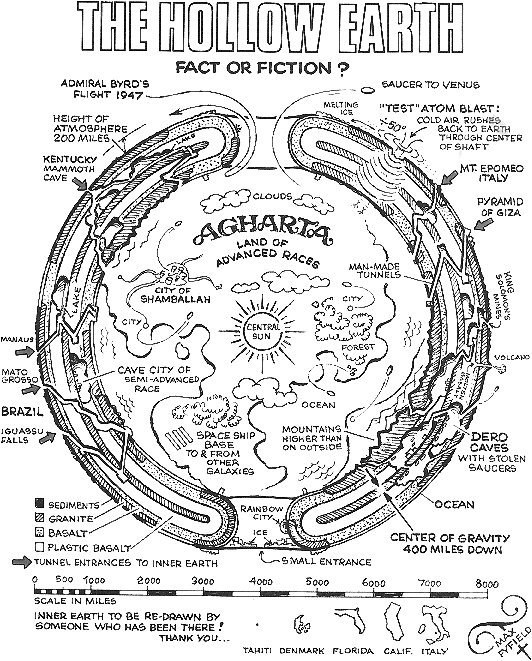 THE HOLLOW EARTH
FACT OR FICTION ?
ADMIRAL BYRD'S
FLIGHT 1947
SAUCER TO VENUS
MELTING
ICE
"TEST" ATOM BLAST!
COLD AIR RUSHES
BACK TO EARTH
THROUGH CENTER
OF SHAFT
-50°
HEIGHT OF
ATMOSPHERE
200 MILES
KENTUCKY
MAMMOTH
CAVE
MT. EPOMEO
ITALY
PYRAMID
OF GIZA
CLOUDS
AGHARTA
LAND OF
ADVANCED RACES
MAN-MADE
TUNNELS
KING SOLOMON'S
MINES
CITY OF
SHAMBALLAH
LAKE
CITY
CITY
CENTRAL
SUN
FOREST
MANAUS
VOLCANO
MATO
GROSSO
CAVE CITY OF
SEMI-ADVANCED
RACE
OCEAN
BRAZIL
IGUASSU
FALLS
SPACE SHIP
BASE
TO & FROM
OTHER
GALAXIES
MOUNTAINS
HIGHER THAN
ON OUTSIDE
DERO
CAVES
WITH STOLEN
SAUCERS
OCEAN
SEDIMENTS
GRANITE
BASALT
PLASTIC BASALT
RAINBOW
CITY
ICE
CENTER OF GRAVITY
400 MILES DOWN
TUNNEL ENTRANCES TO INNER EARTH
SMALL ENTRANCE
0 500 1000 2000 3000 4000 5000 6000 7000 8000
SCALE IN MILES
INNER EARTH TO BE RE-DRAWN BY
SOMEONE WHO HAS BEEN THERE!
THANK YOU...
TAHITI DENMARK FLORIDA CALIF. ITALY
MAX
FYFIELD